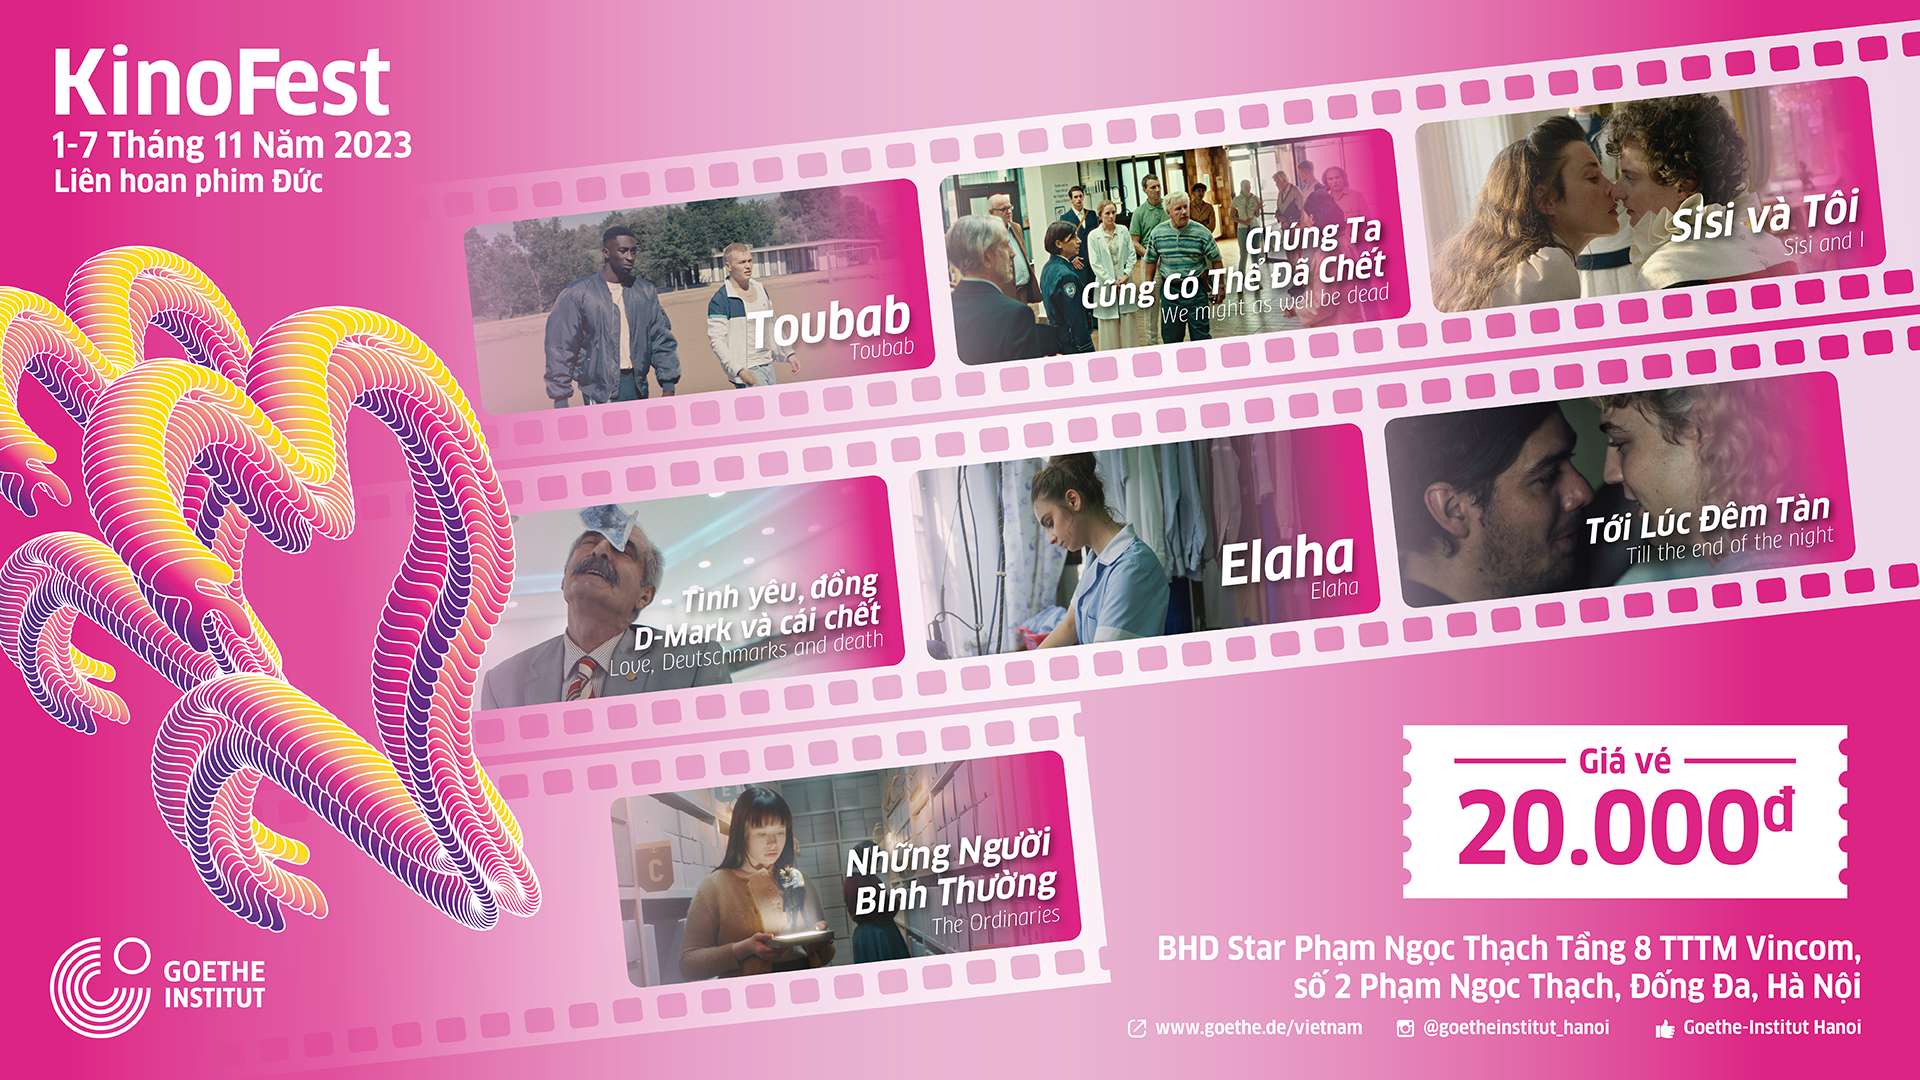 KinoFest
1-7 Tháng 11 Năm 2023
Liên hoan phim Đức
Toubab
Toubab
Chúng Ta
Cũng Có Thể Đã Chết
We might as well be dead
Sisi và Tôi
Sisi and I
Tình yêu, đồng
D-Mark và cái chết
Love, Deutschmarks and death
Elaha
Elaha
Tới Lúc Đêm Tàn
Till the end of the night
C
Những Người
Bình Thường
The Ordinaries
Giá vé
20.000đ
BHD Star Phạm Ngọc Thạch Tầng 8 TTTM Vincom,
số 2 Phạm Ngọc Thạch, Đống Đa, Hà Nội
www.goethe.de/vietnam @goetheinstitut_hanoi Goethe-Institut Hanoi
GOETHE
INSTITUT